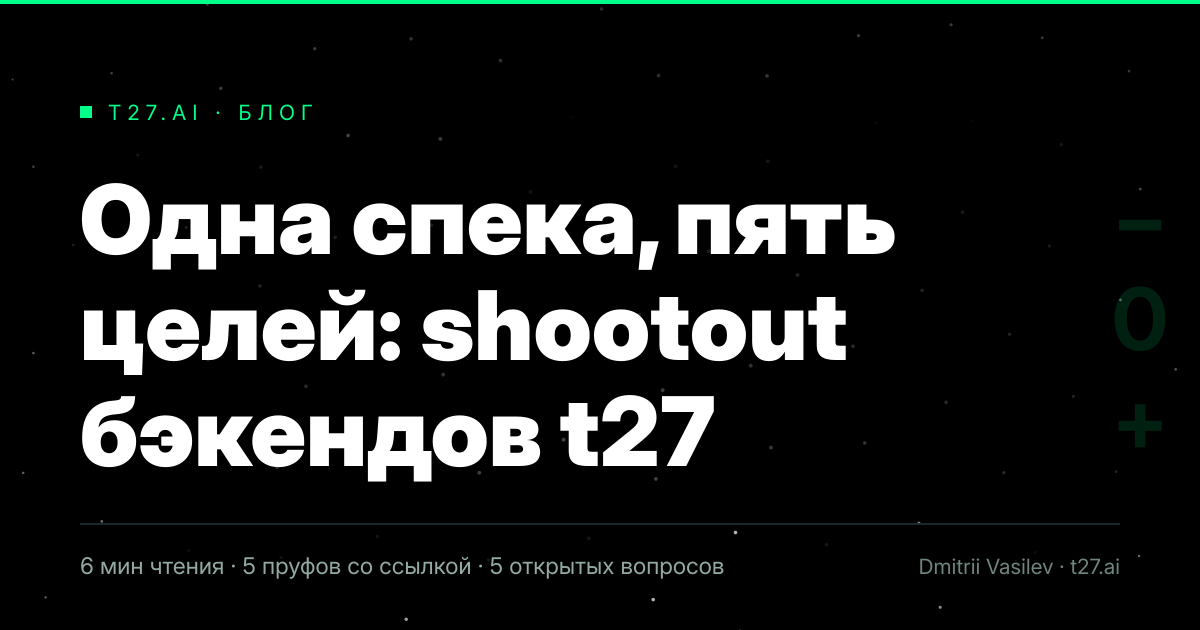 T27.AI · БЛОГ
Одна спека, пять
целей: shootout
бэкендов t27
−
0
+
6 мин чтения · 5 пруфов со ссылкой · 5 открытых вопросов
Dmitrii Vasilev · t27.ai